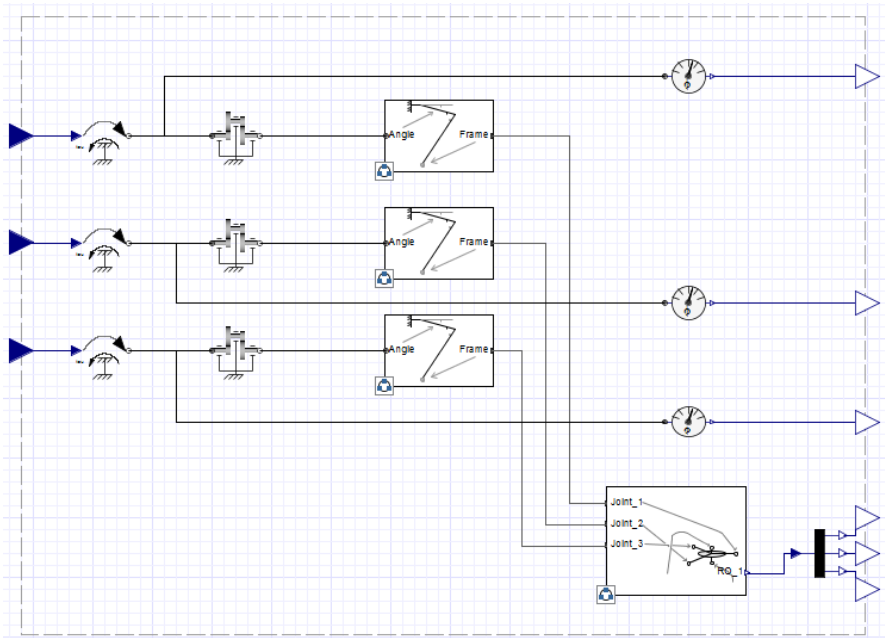 Angle Frame
φ
Angle Frame
φ
Angle Frame
φ
Joint_1
Joint_2
Joint_3
RO_1